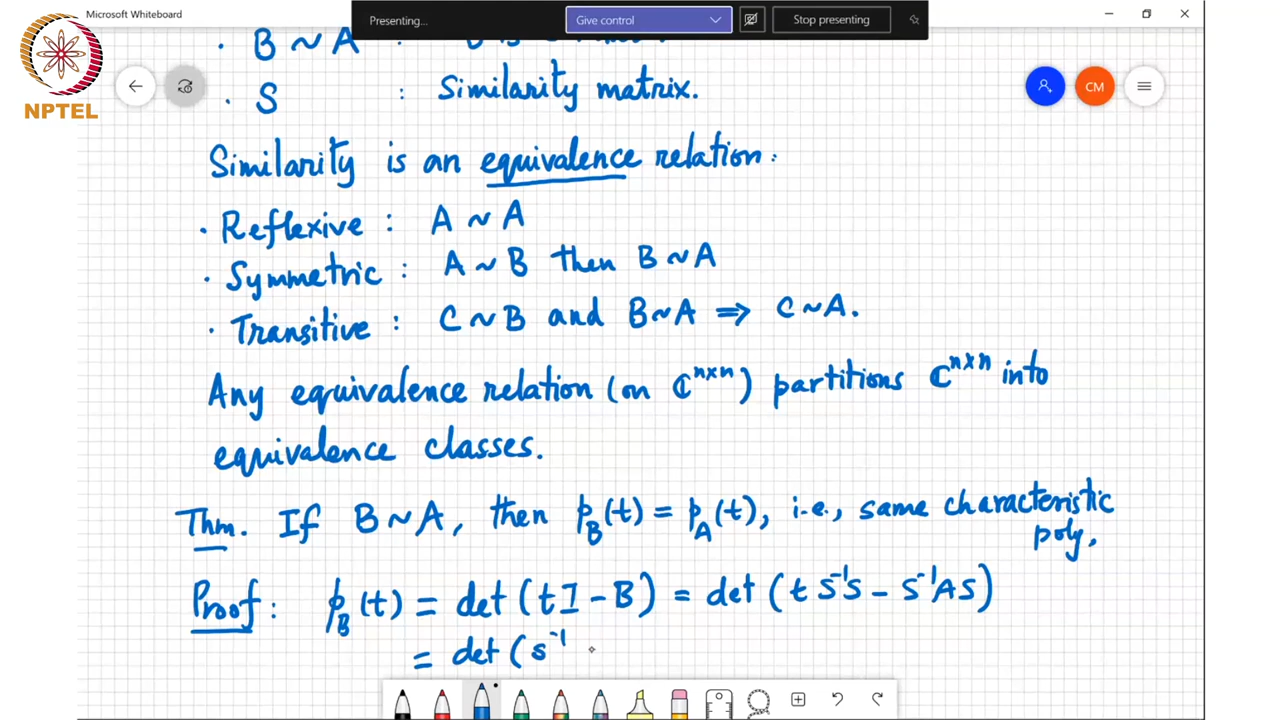 Microsoft Whiteboard
Presenting...
Give control
Stop presenting
NPTEL
CM
· B ~ A :
· S : Similarity matrix.
Similarity is an equivalence relation:
· Reflexive : A ~ A
· Symmetric : A ~ B then B ~ A
· Transitive : C ~ B and B ~ A ⇒ C ~ A.
Any equivalence relation (on ℂⁿˣⁿ) partitions ℂⁿˣⁿ into
equivalence classes.
Thm. If B ~ A, then p_B(t) = p_A(t), i.e., same characteristic
poly.
Proof : p_B(t) = det (tI - B) = det (t S⁻¹S - S⁻¹AS)
= det (S⁻¹